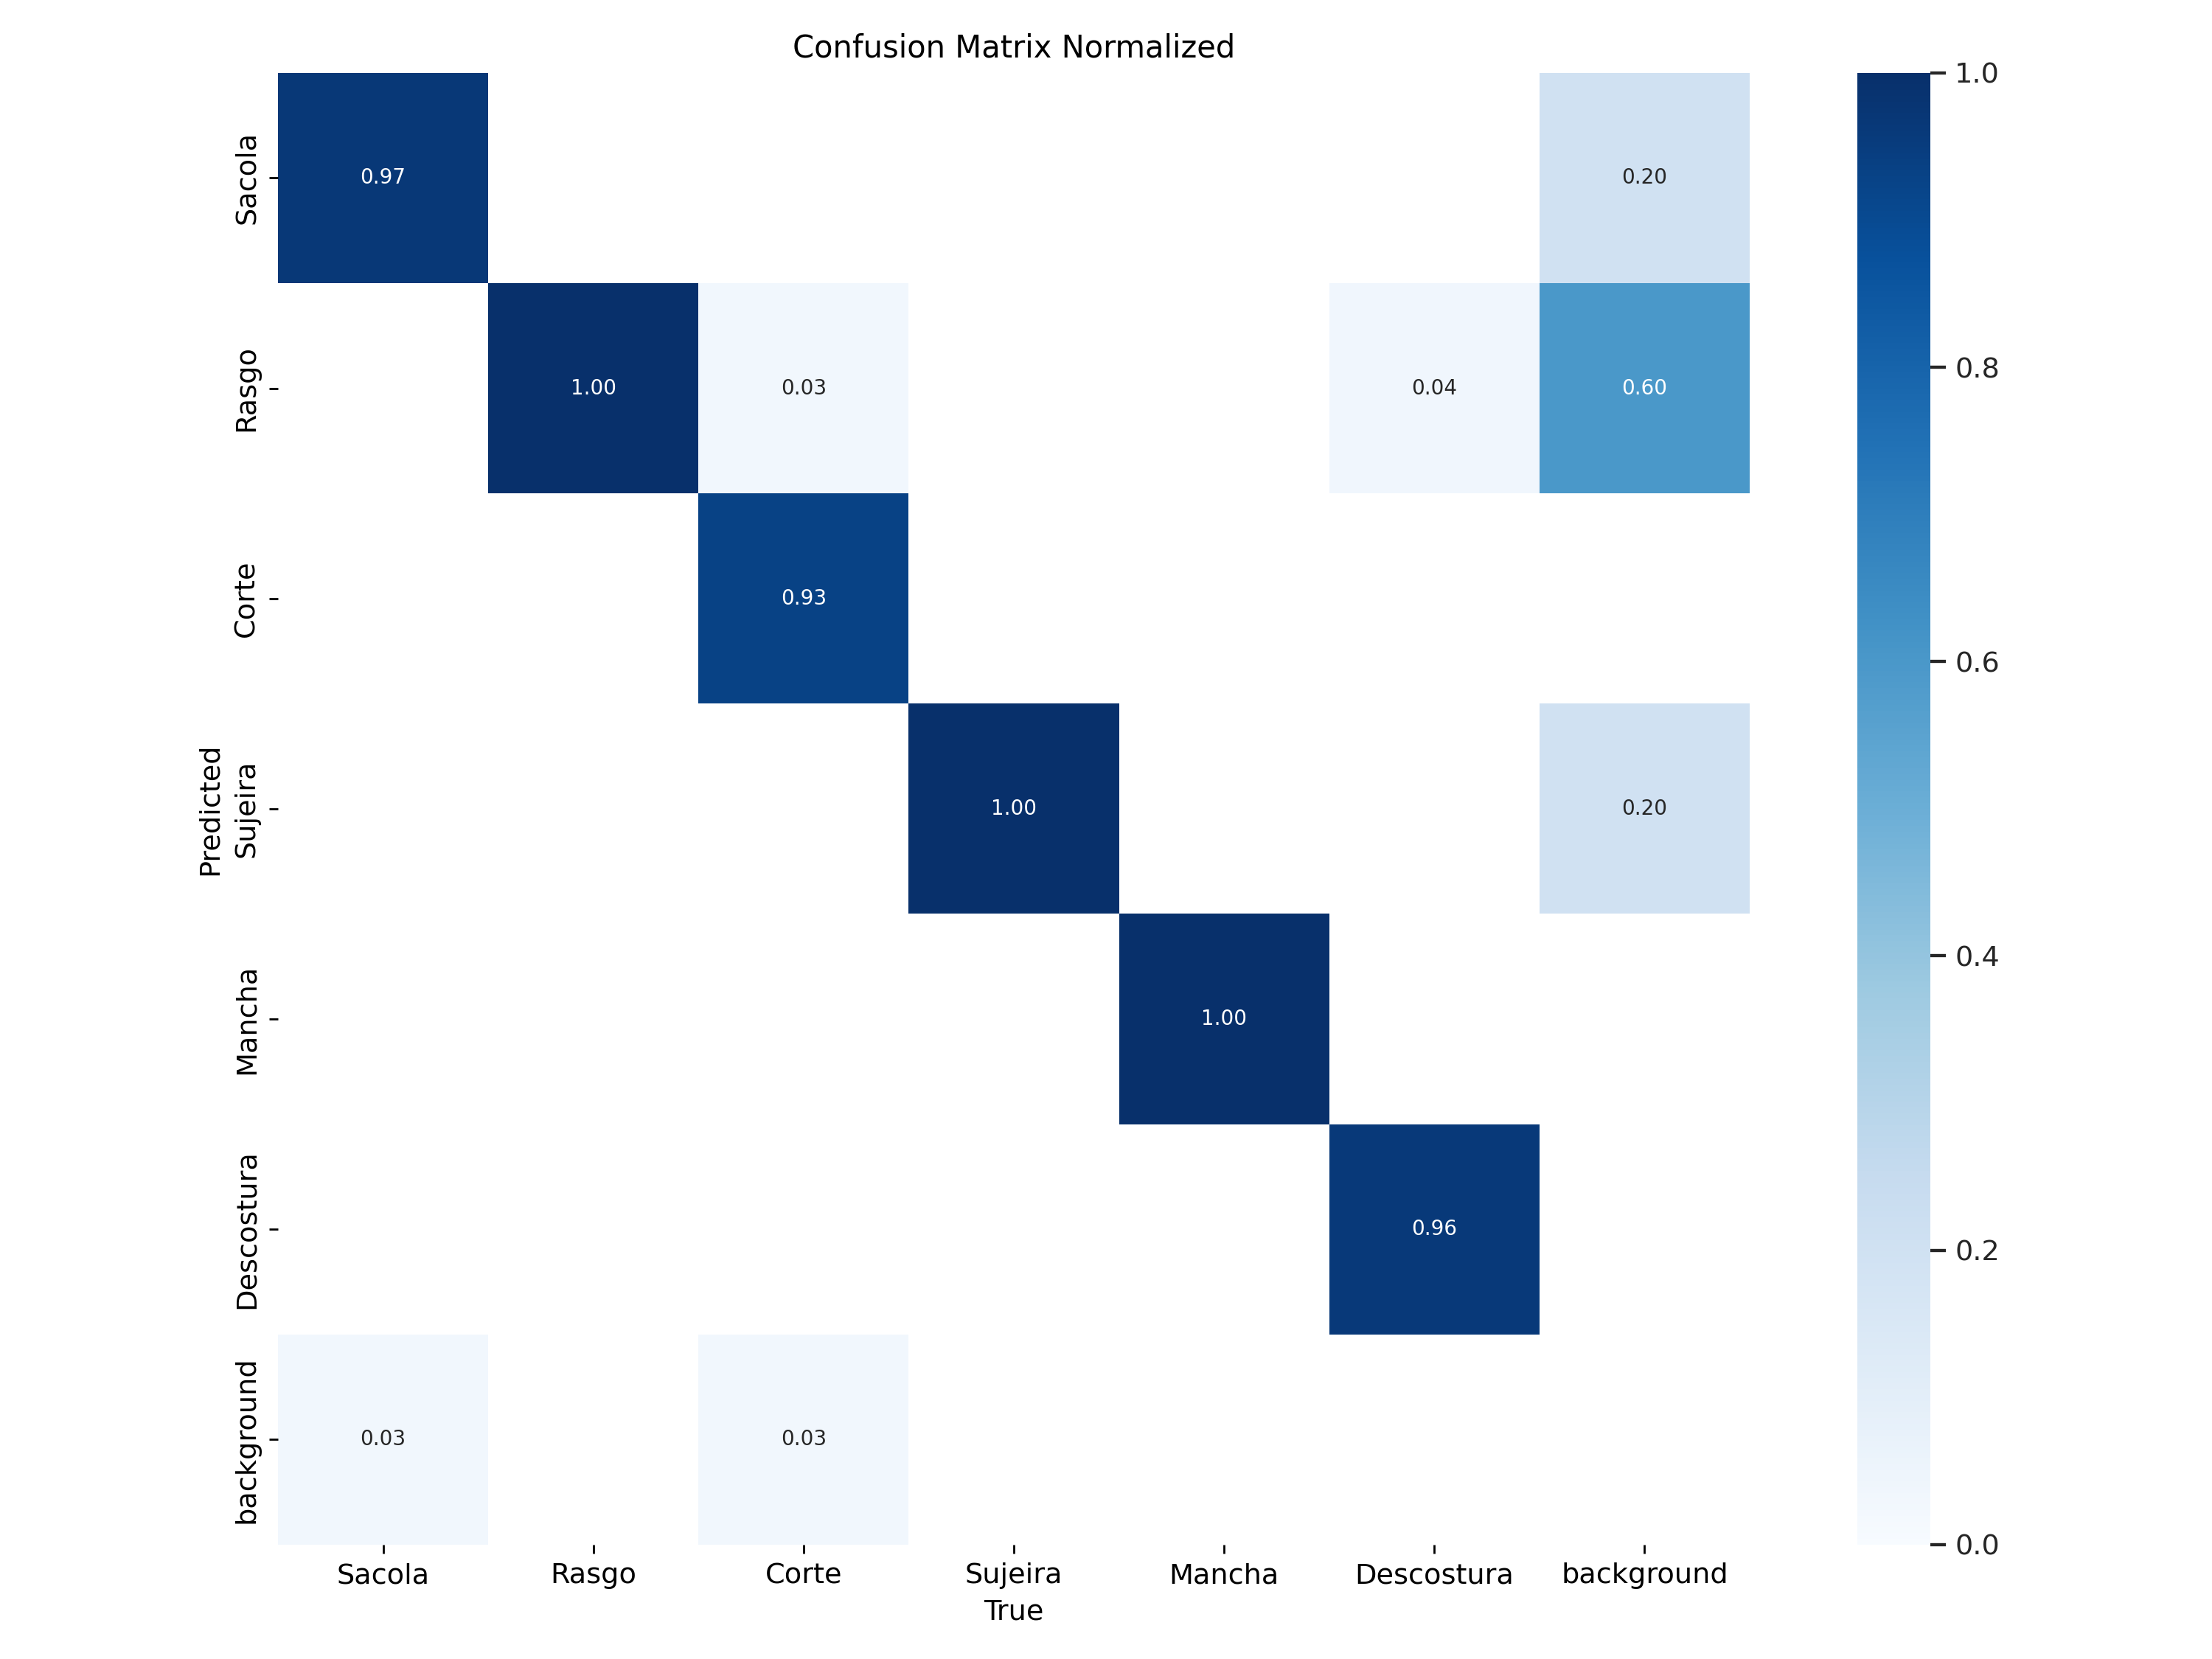 Confusion Matrix Normalized
Sacola
0.97
0.20
1.0
Rasgo
1.00
0.03
0.04
0.60
0.8
Corte
0.93
0.6
Predicted
Sujeira
1.00
0.20
0.4
Mancha
1.00
Descostura
0.96
0.2
background
0.03
0.03
0.0
Sacola Rasgo Corte Sujeira Mancha Descostura background
True